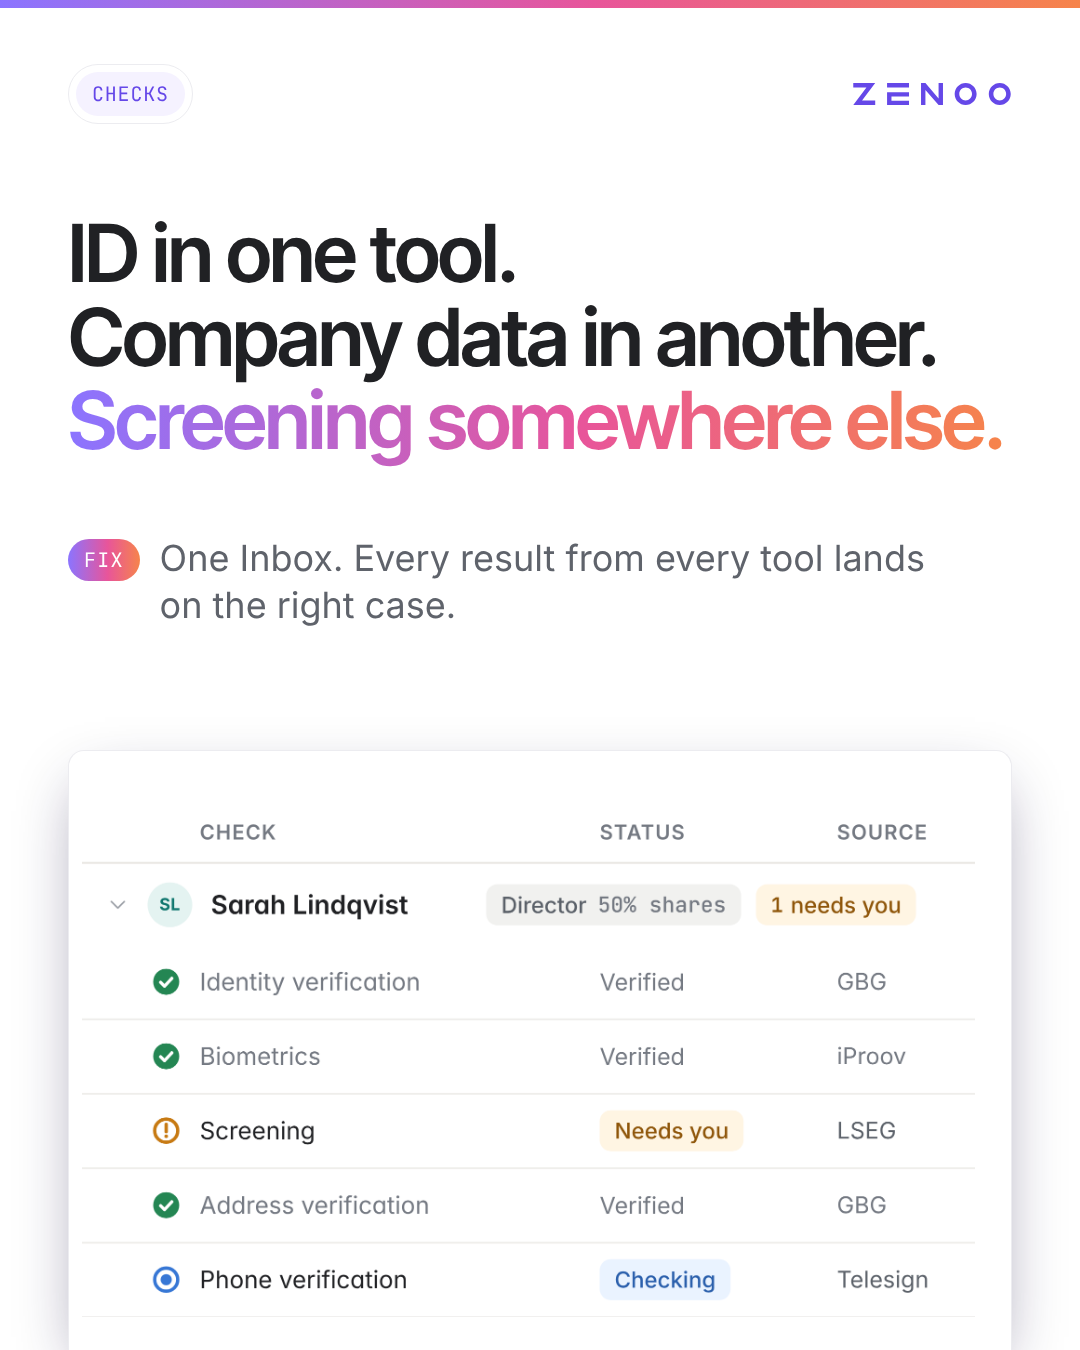 CHECKS
ZENOO
ID in one tool.
Company data in another.
Screening somewhere else.
FIX
One Inbox. Every result from every tool lands
on the right case.
CHECK STATUS SOURCE
SL Sarah Lindqvist Director 50% shares 1 needs you
Identity verification Verified GBG
Biometrics Verified iProov
Screening Needs you LSEG
Address verification Verified GBG
Phone verification Checking Telesign